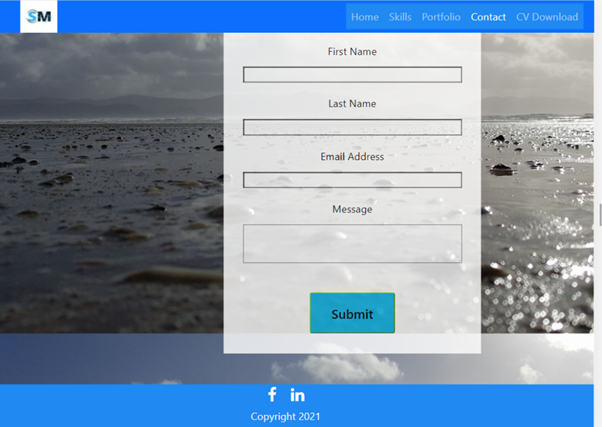 SM
Home Skills Portfolio Contact CV Download
First Name
Last Name
Email Address
Message
Submit
f in
Copyright 2021